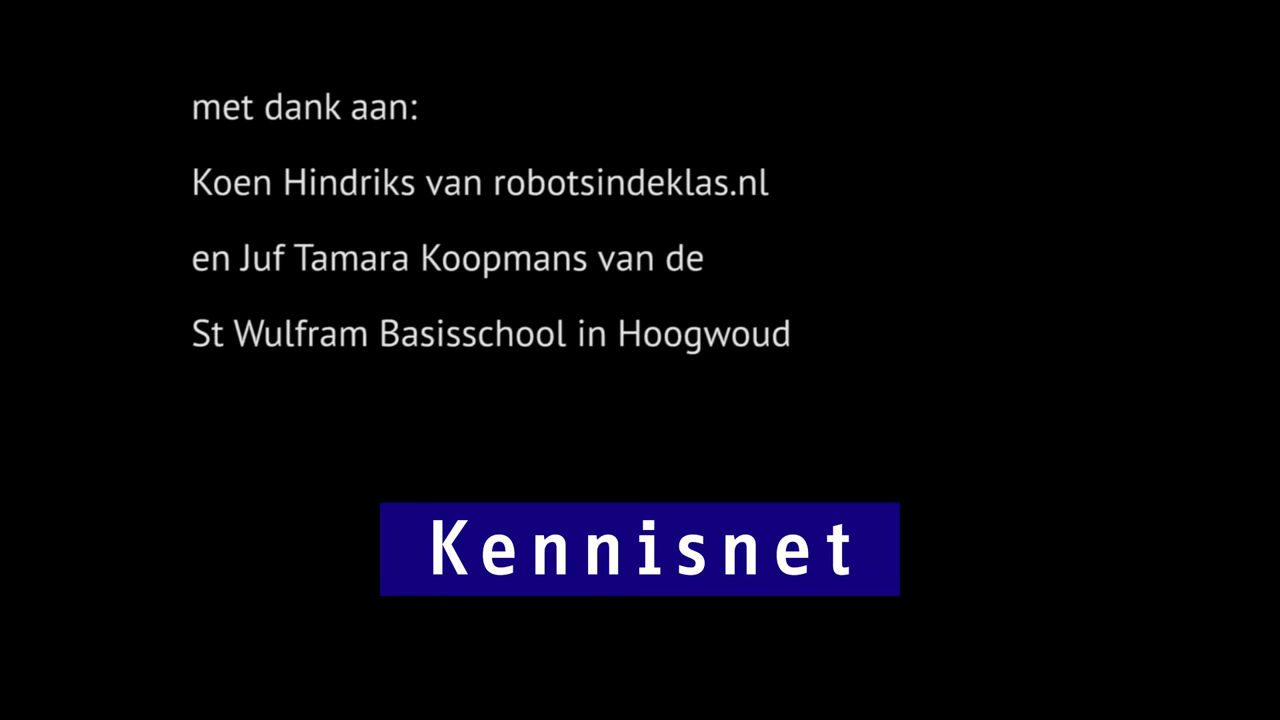 met dank aan:
Koen Hindriks van robotsindeklas.nl
en Juf Tamara Koopmans van de
St Wulfram Basisschool in Hoogwoud
Kennisnet